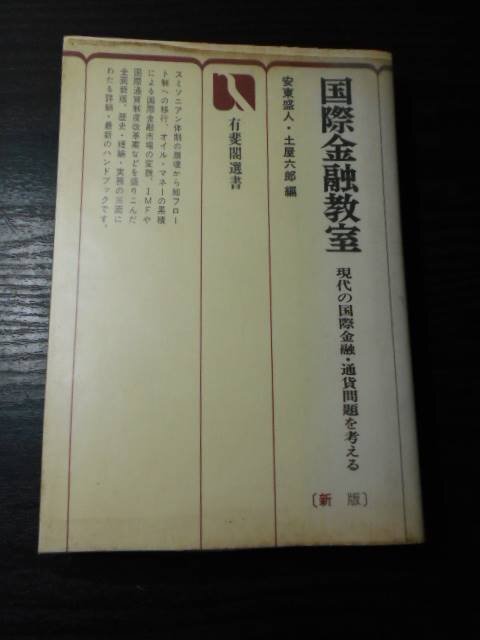 国際金融教室
現代の国際金融・通貨問題を考える
〔新 版〕
安東盛人・土屋六郎 編
有斐閣選書
スミソニアン体制の崩壊から総フロー
ト制への移行、オイル・マネーの累積
による国際金融市場の変貌、IMFや
国際通貨制度改革案などを盛りこんだ
全面新版。歴史・理論・実務の三面に
わたる詳細・最新のハンドブックです。